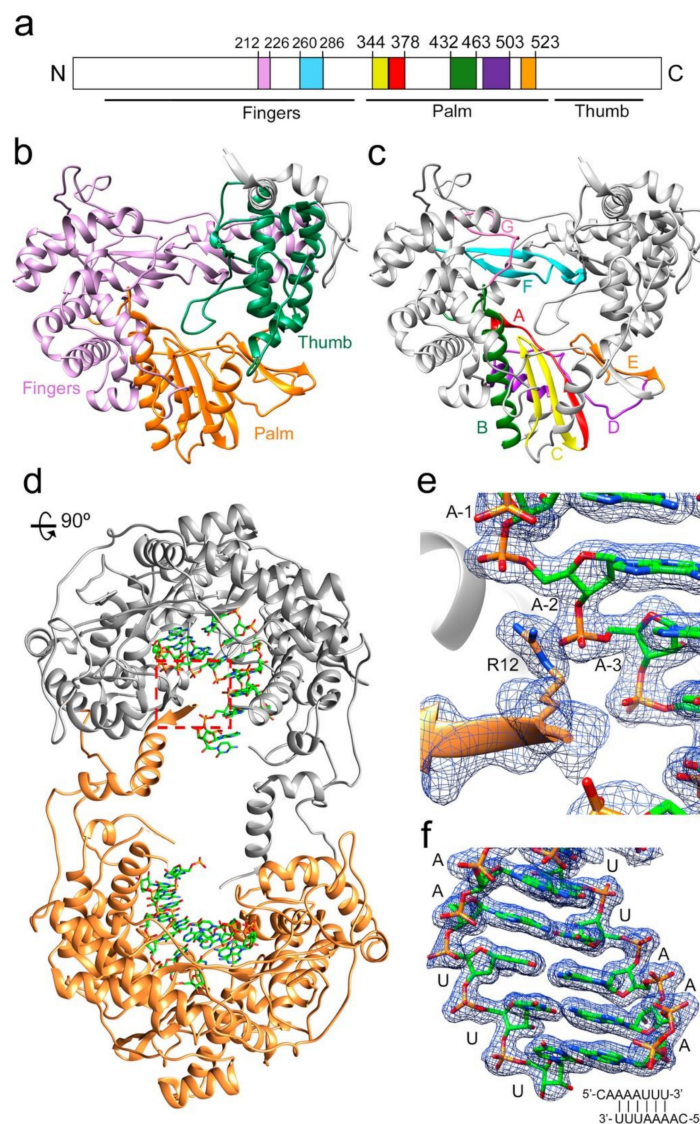 a
212 226 260 286 344 378 432 463 503 523
N C
Fingers Palm Thumb
b
Fingers
Thumb
Palm
c
G
F
A
E
B
C
D
d
90º
e
A-1
A-2
R12
A-3
f
A
A
U
U
U
U
U
A
A
A
5'-CAAAAUUU-3'
3'-UUUAAAAC-5